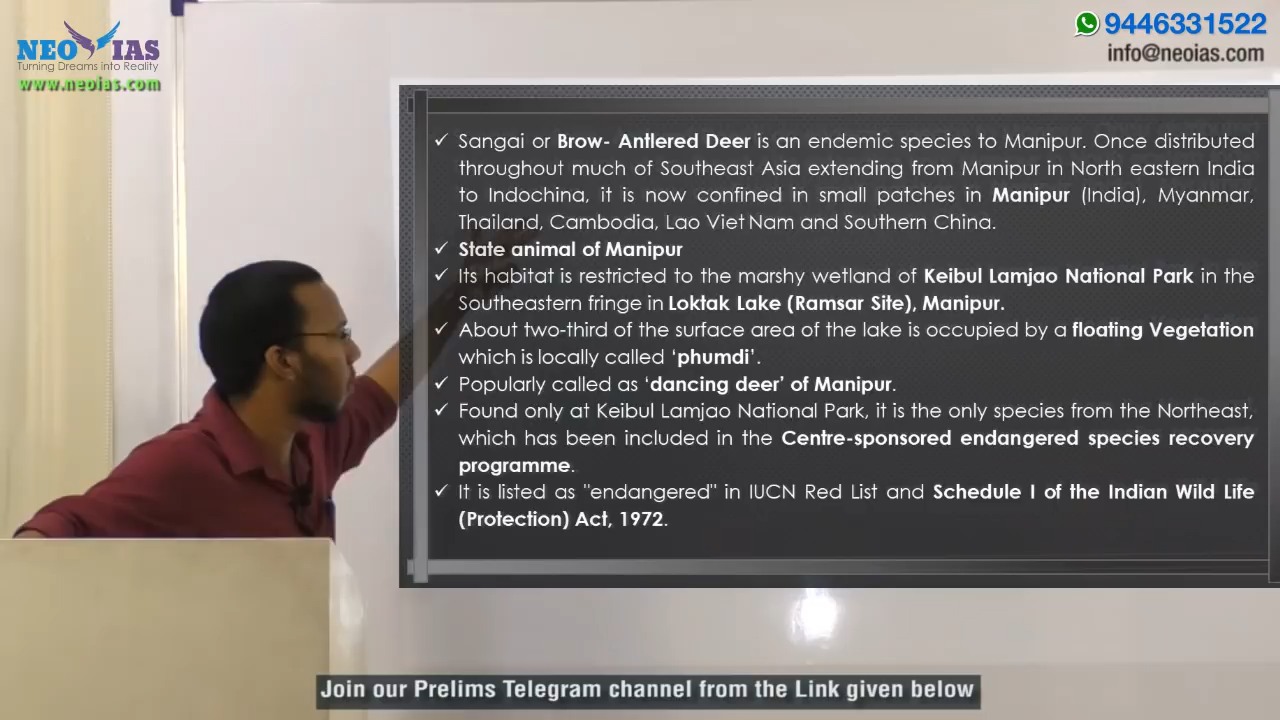 NEO IAS
Turning Dreams into Reality
www.neoias.com
9446331522
info@neoias.com
✓ Sangai or Brow- Antlered Deer is an endemic species to Manipur. Once distributed
throughout much of Southeast Asia extending from Manipur in North eastern India
to Indochina, it is now confined in small patches in Manipur (India), Myanmar,
Thailand, Cambodia, Lao Viet Nam and Southern China.
✓ State animal of Manipur
✓ Its habitat is restricted to the marshy wetland of Keibul Lamjao National Park in the
Southeastern fringe in Loktak Lake (Ramsar Site), Manipur.
✓ About two-third of the surface area of the lake is occupied by a floating Vegetation
which is locally called ‘phumdi’.
✓ Popularly called as ‘dancing deer’ of Manipur.
✓ Found only at Keibul Lamjao National Park, it is the only species from the Northeast,
which has been included in the Centre-sponsored endangered species recovery
programme.
✓ It is listed as "endangered" in IUCN Red List and Schedule I of the Indian Wild Life
(Protection) Act, 1972.
Join our Prelims Telegram channel from the Link given below